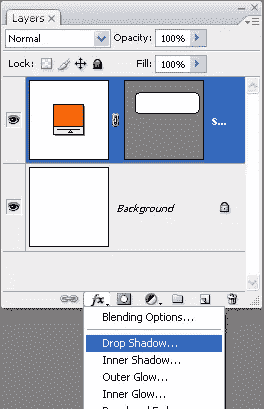 Layers ×
Normal Opacity: 100%
Lock: Fill: 100%
s...
Background
fx.
Blending Options...
Drop Shadow...
Inner Shadow...
Outer Glow...
Inner Glow...